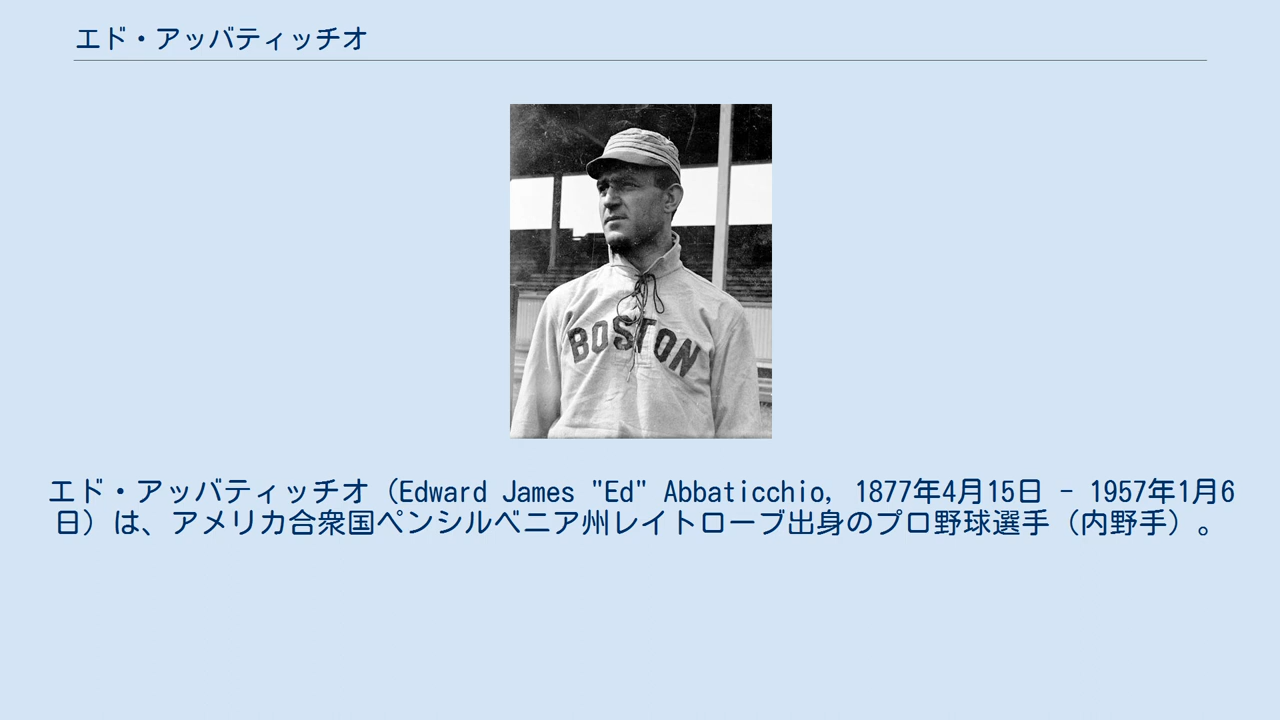 エド・アッバティッチオ
BOSTON
エド・アッバティッチオ（Edward James "Ed" Abbaticchio, 1877年4月15日 - 1957年1月6
日）は、アメリカ合衆国ペンシルベニア州レイトローブ出身のプロ野球選手（内野手）。